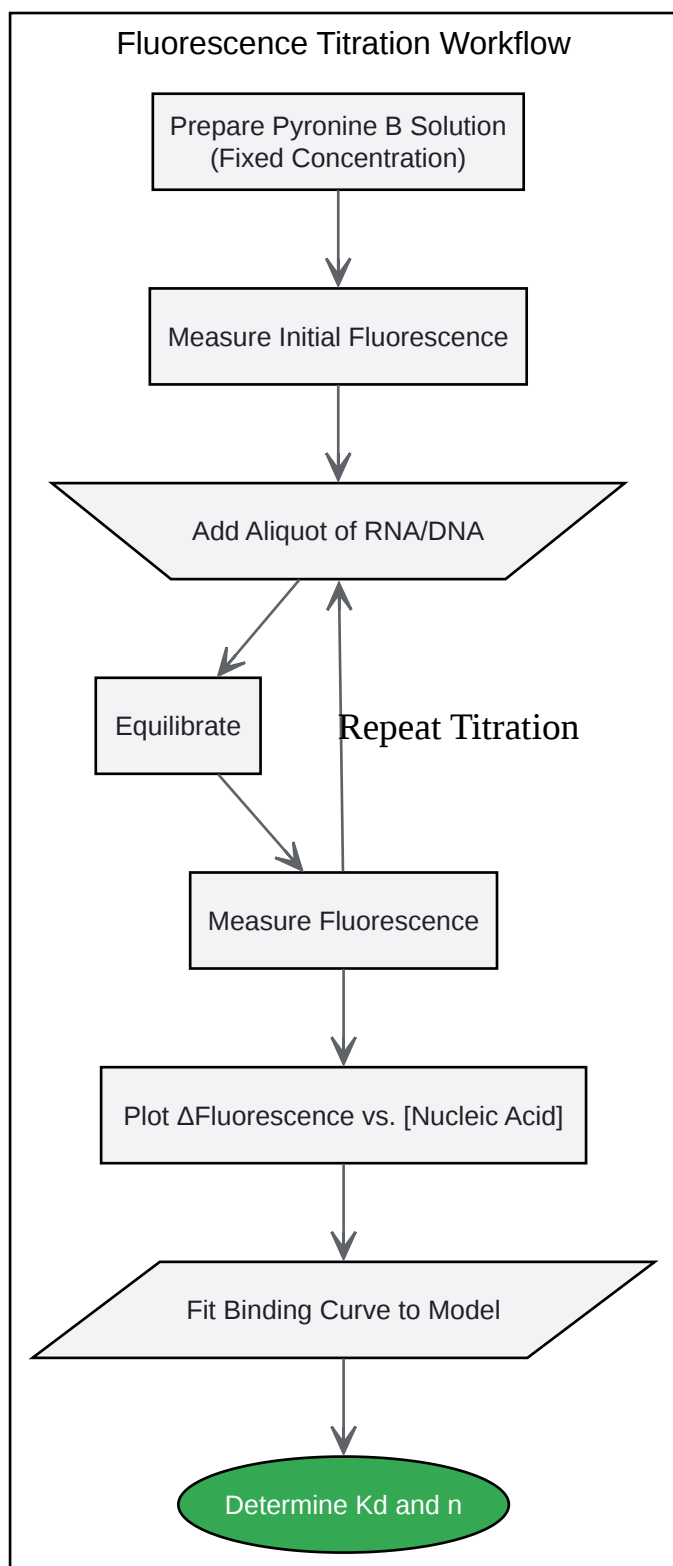 Fluorescence Titration Workflow
Prepare Pyronine B Solution
(Fixed Concentration)
Measure Initial Fluorescence
Add Aliquot of RNA/DNA
Equilibrate
Repeat Titration
Measure Fluorescence
Plot ΔFluorescence vs. [Nucleic Acid]
Fit Binding Curve to Model
Determine Kd and n